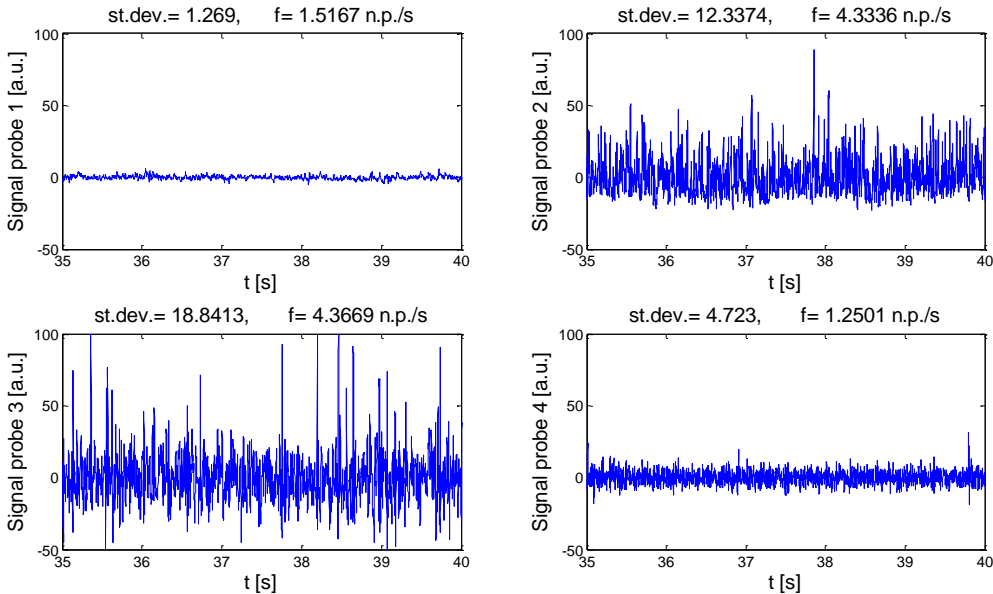 st.dev.= 1.269, f= 1.5167 n.p./s
100
50
0
-50
35 36 37 38 39 40
t [s]
Signal probe 1 [a.u.]
st.dev.= 12.3374, f= 4.3336 n.p./s
100
50
0
-50
35 36 37 38 39 40
t [s]
Signal probe 2 [a.u.]
st.dev.= 18.8413, f= 4.3669 n.p./s
100
50
0
-50
35 36 37 38 39 40
t [s]
Signal probe 3 [a.u.]
st.dev.= 4.723, f= 1.2501 n.p./s
100
50
0
-50
35 36 37 38 39 40
t [s]
Signal probe 4 [a.u.]